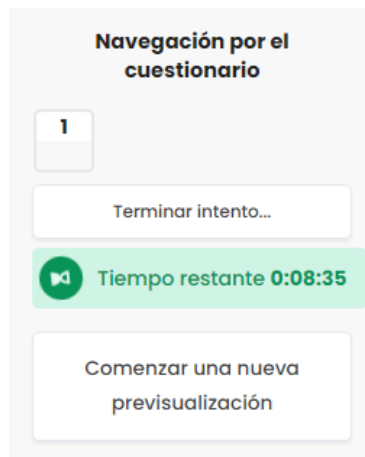 Navegación por el
cuestionario
1
Terminar intento...
Tiempo restante 0:08:35
Comenzar una nueva
previsualización